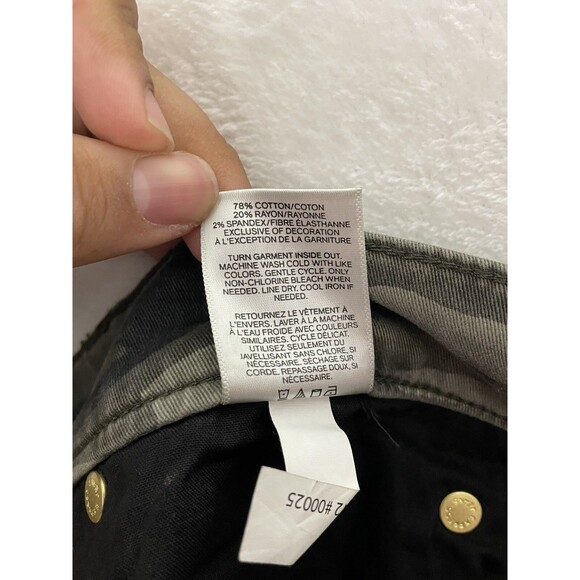 78% COTTON/COTON
20% RAYON/RAYONNE
2% SPANDEX/FIBRE ÉLASTHANNE
EXCLUSIVE OF DECORATION
À L'EXCEPTION DE LA GARNITURE
TURN GARMENT INSIDE OUT.
MACHINE WASH COLD WITH LIKE
COLORS. GENTLE CYCLE. ONLY
NON-CHLORINE BLEACH WHEN
NEEDED. LINE DRY. COOL IRON IF
NEEDED.
RETOURNEZ LE VÊTEMENT À
L'ENVERS. LAVER À LA MACHINE
À L'EAU FROIDE AVEC COULEURS
SIMILAIRES. CYCLE DÉLICAT.
UTILISEZ SEULEMENT DU
JAVELLISANT SANS CHLORE, SI
NÉCESSAIRE. SÉCHAGE SUR
CORDE. REPASSAGE DOUX, SI
NÉCESSAIRE.
2 #00025